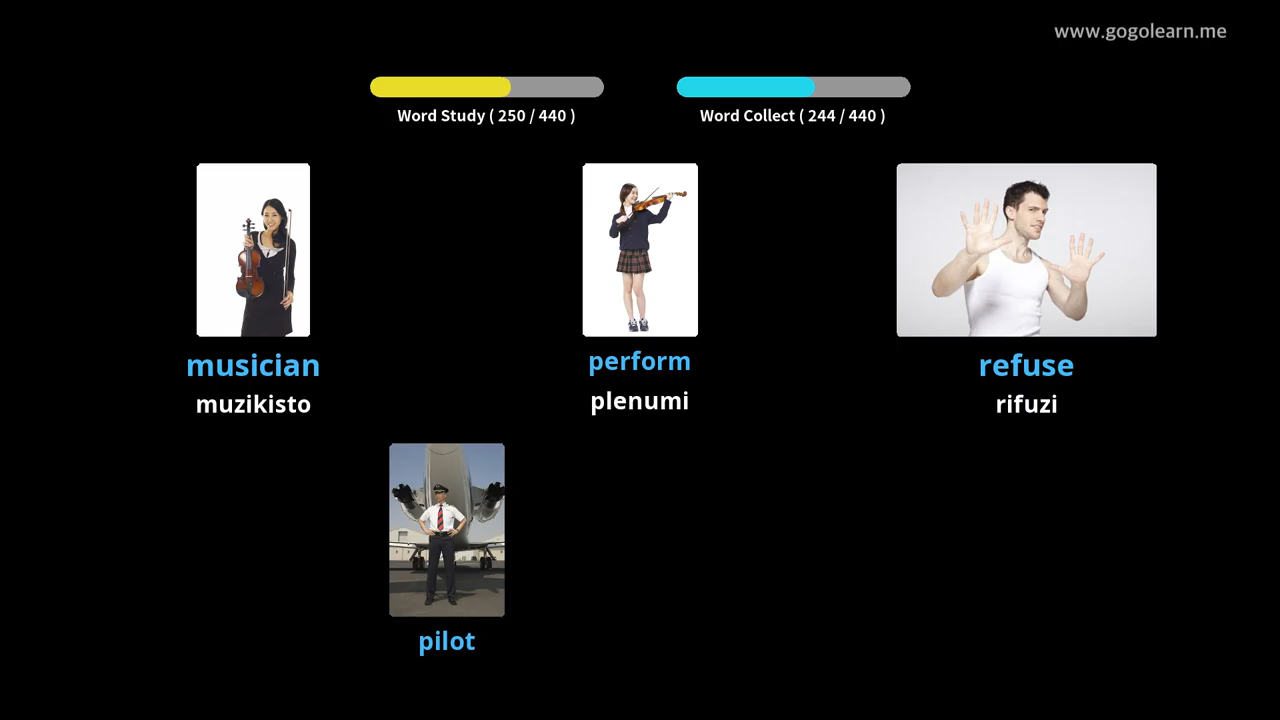 www.gogolearn.me
Word Study ( 250 / 440 )
Word Collect ( 244 / 440 )
musician
muzikisto
perform
plenumi
refuse
rifuzi
pilot